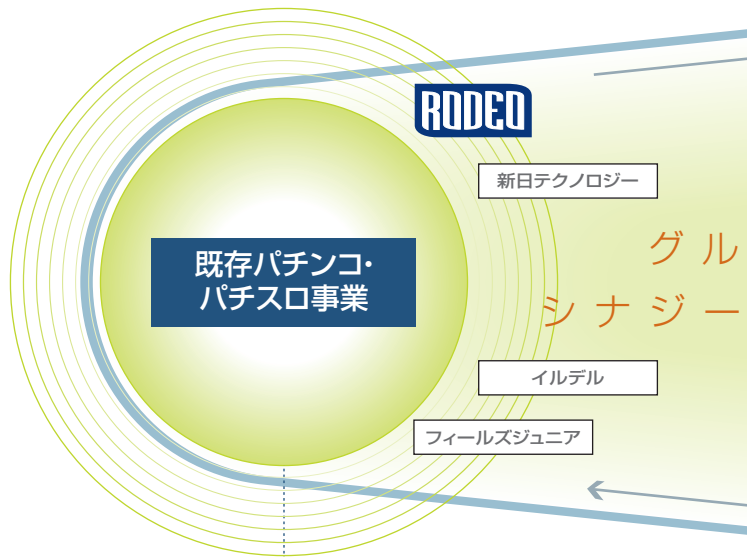 RODEO
新日テクノロジー
グル
既存パチンコ・
パチスロ事業
シナジー
イルデル
フィールズジュニア